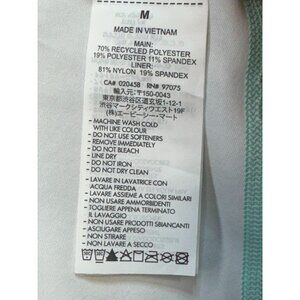 M
MADE IN VIETNAM
MAIN:
70% RECYCLED POLYESTER
19% POLYESTER 11% SPANDEX
LINER:
81% NYLON 19% SPANDEX
CA# 020458 RN# 97075
輸入元:〒150-0043
東京都渋谷区道玄坂1-12-1
渋谷マークシティウエスト19F
(株)エービーシー・マート
- MACHINE WASH COLD
WITH LIKE COLOUR
- DO NOT USE SOFTENERS
- REMOVE IMMEDIATELY
- DO NOT BLEACH
- LINE DRY
- DO NOT IRON
- DO NOT DRY CLEAN
- LAVARE IN LAVATRICE CON
ACQUA FREDDA
- LAVARE ASSIEME A COLORI SIMILARI
- NON USARE AMMORBIDENTI
- TOGLIERE APPENA TERMINATO
IL LAVAGGIO
- NON USARE PRODOTTI SBIANCANTI
- ASCIUGARE APPESO
- NON STIRARE
- NON LAVARE A SECCO